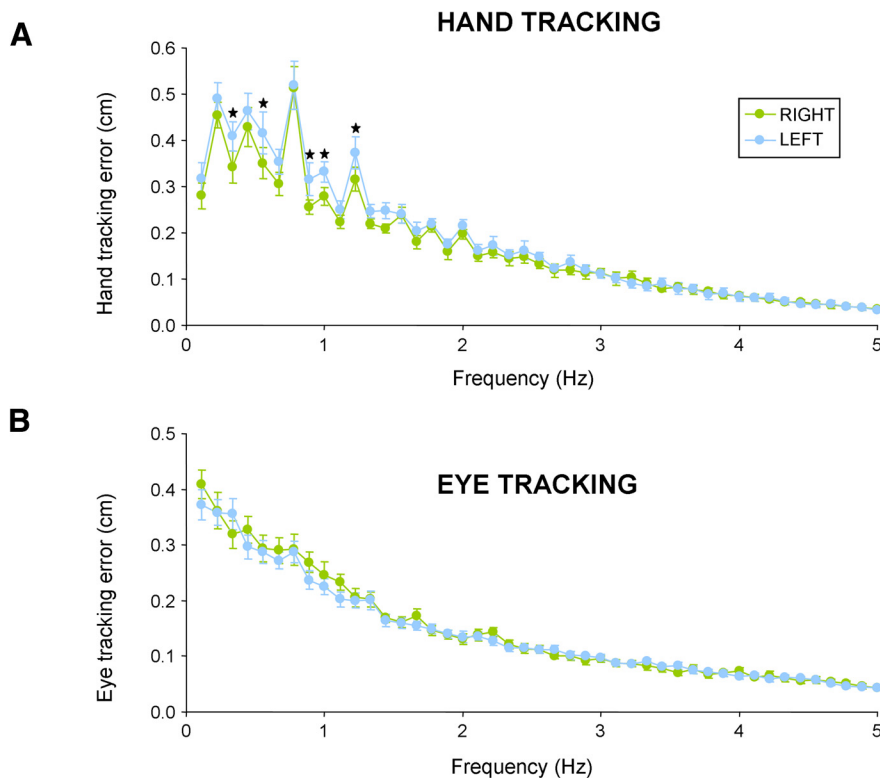 A
HAND TRACKING
0.6
0.5
0.4
0.3
0.2
0.1
0.0
Hand tracking error (cm)
RIGHT
LEFT
0 1 2 3 4 5
Frequency (Hz)
B
EYE TRACKING
0.5
0.4
0.3
0.2
0.1
0.0
Eye tracking error (cm)
0 1 2 3 4 5
Frequency (Hz)